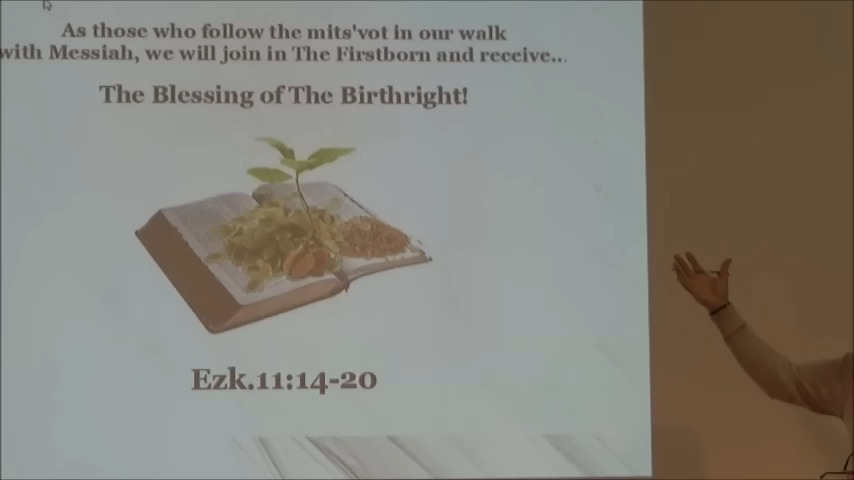 As those who follow the mits'vot in our walk
with Messiah, we will join in The Firstborn and receive...
The Blessing of The Birthright!
Ezk.11:14-20